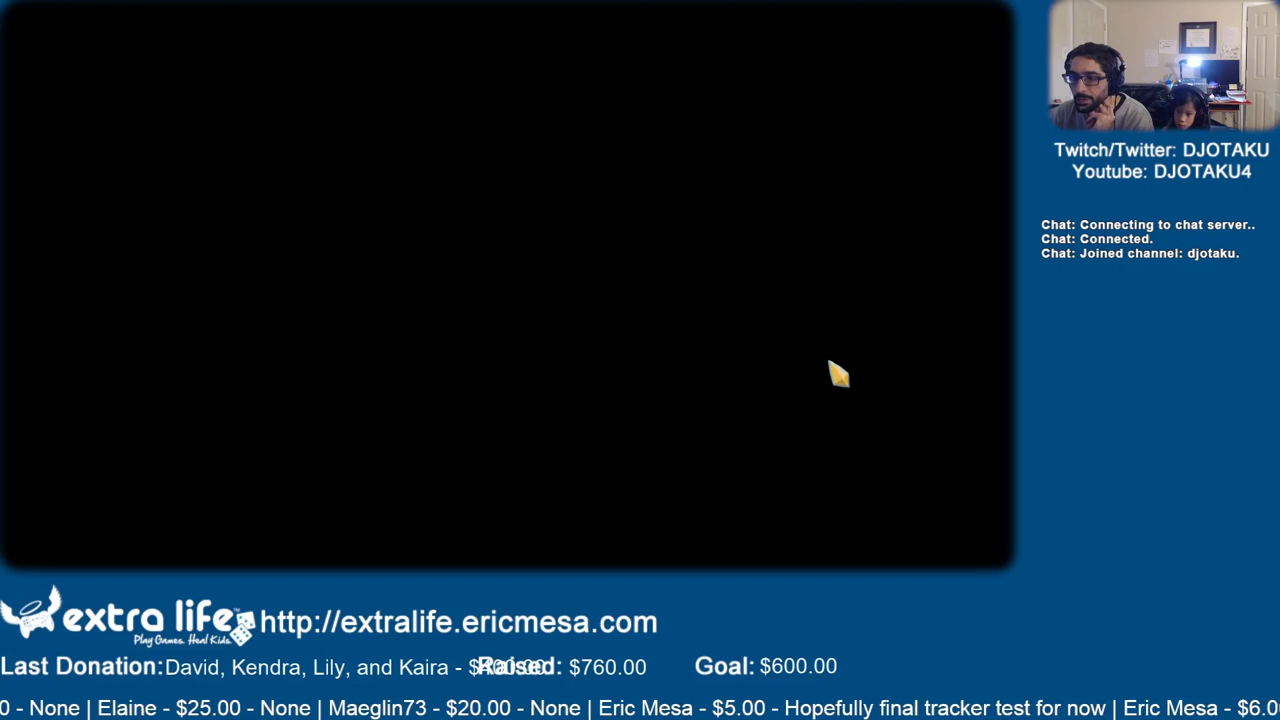 Twitch/Twitter: DJOTAKU
Youtube: DJOTAKU4
Chat: Connecting to chat server..
Chat: Connected.
Chat: Joined channel: djotaku.
extra life
Play Games. Heal Kids.
http://extralife.ericmesa.com
Last Donation: David, Kendra, Lily, and Kaira - Raised: $760.00 Goal: $600.00
0 - None | Elaine - $25.00 - None | Maeglin73 - $20.00 - None | Eric Mesa - $5.00 - Hopefully final tracker test for now | Eric Mesa - $6.0